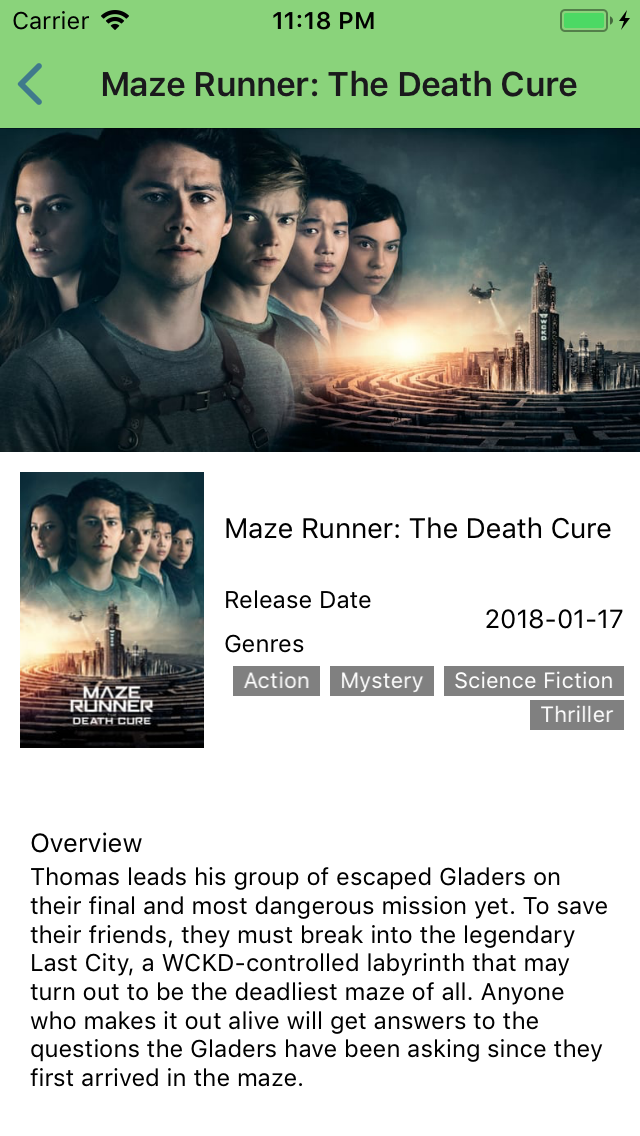 Carrier 11:18 PM
Maze Runner: The Death Cure
Maze Runner: The Death Cure
Release Date
2018-01-17
Genres
Action Mystery Science Fiction
Thriller
MAZE
RUNNER
DEATH CURE
Overview
Thomas leads his group of escaped Gladers on
their final and most dangerous mission yet. To save
their friends, they must break into the legendary
Last City, a WCKD-controlled labyrinth that may
turn out to be the deadliest maze of all. Anyone
who makes it out alive will get answers to the
questions the Gladers have been asking since they
first arrived in the maze.